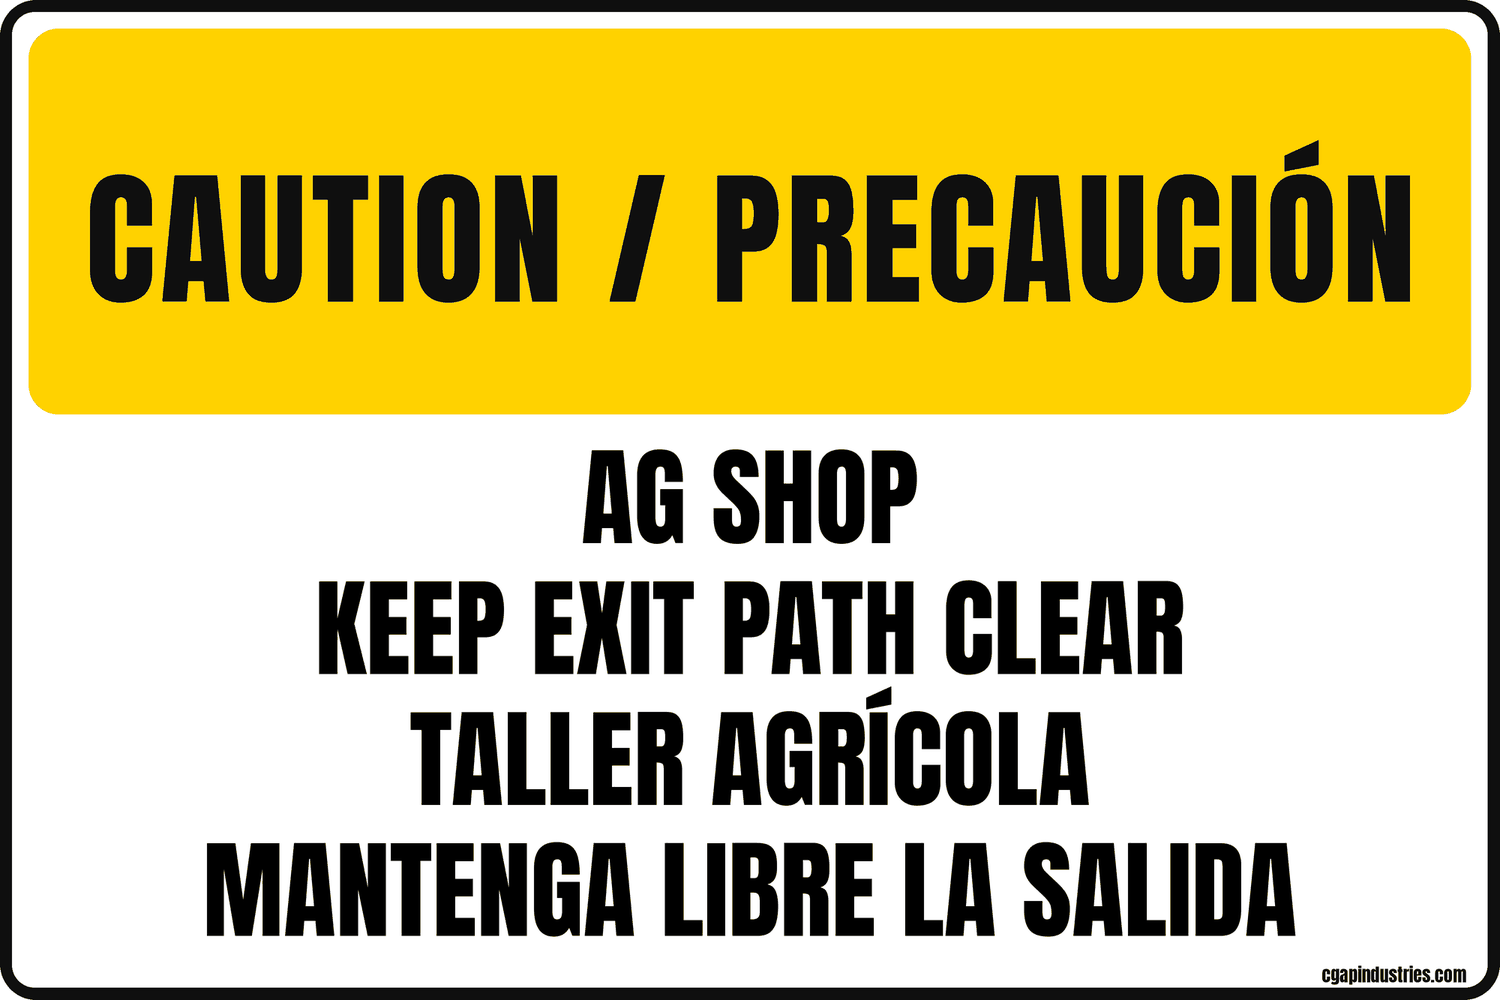 CAUTION / PRECAUCIÓN
AG SHOP
KEEP EXIT PATH CLEAR
TALLER AGRÍCOLA
MANTENGA LIBRE LA SALIDA
cgapindustries.com